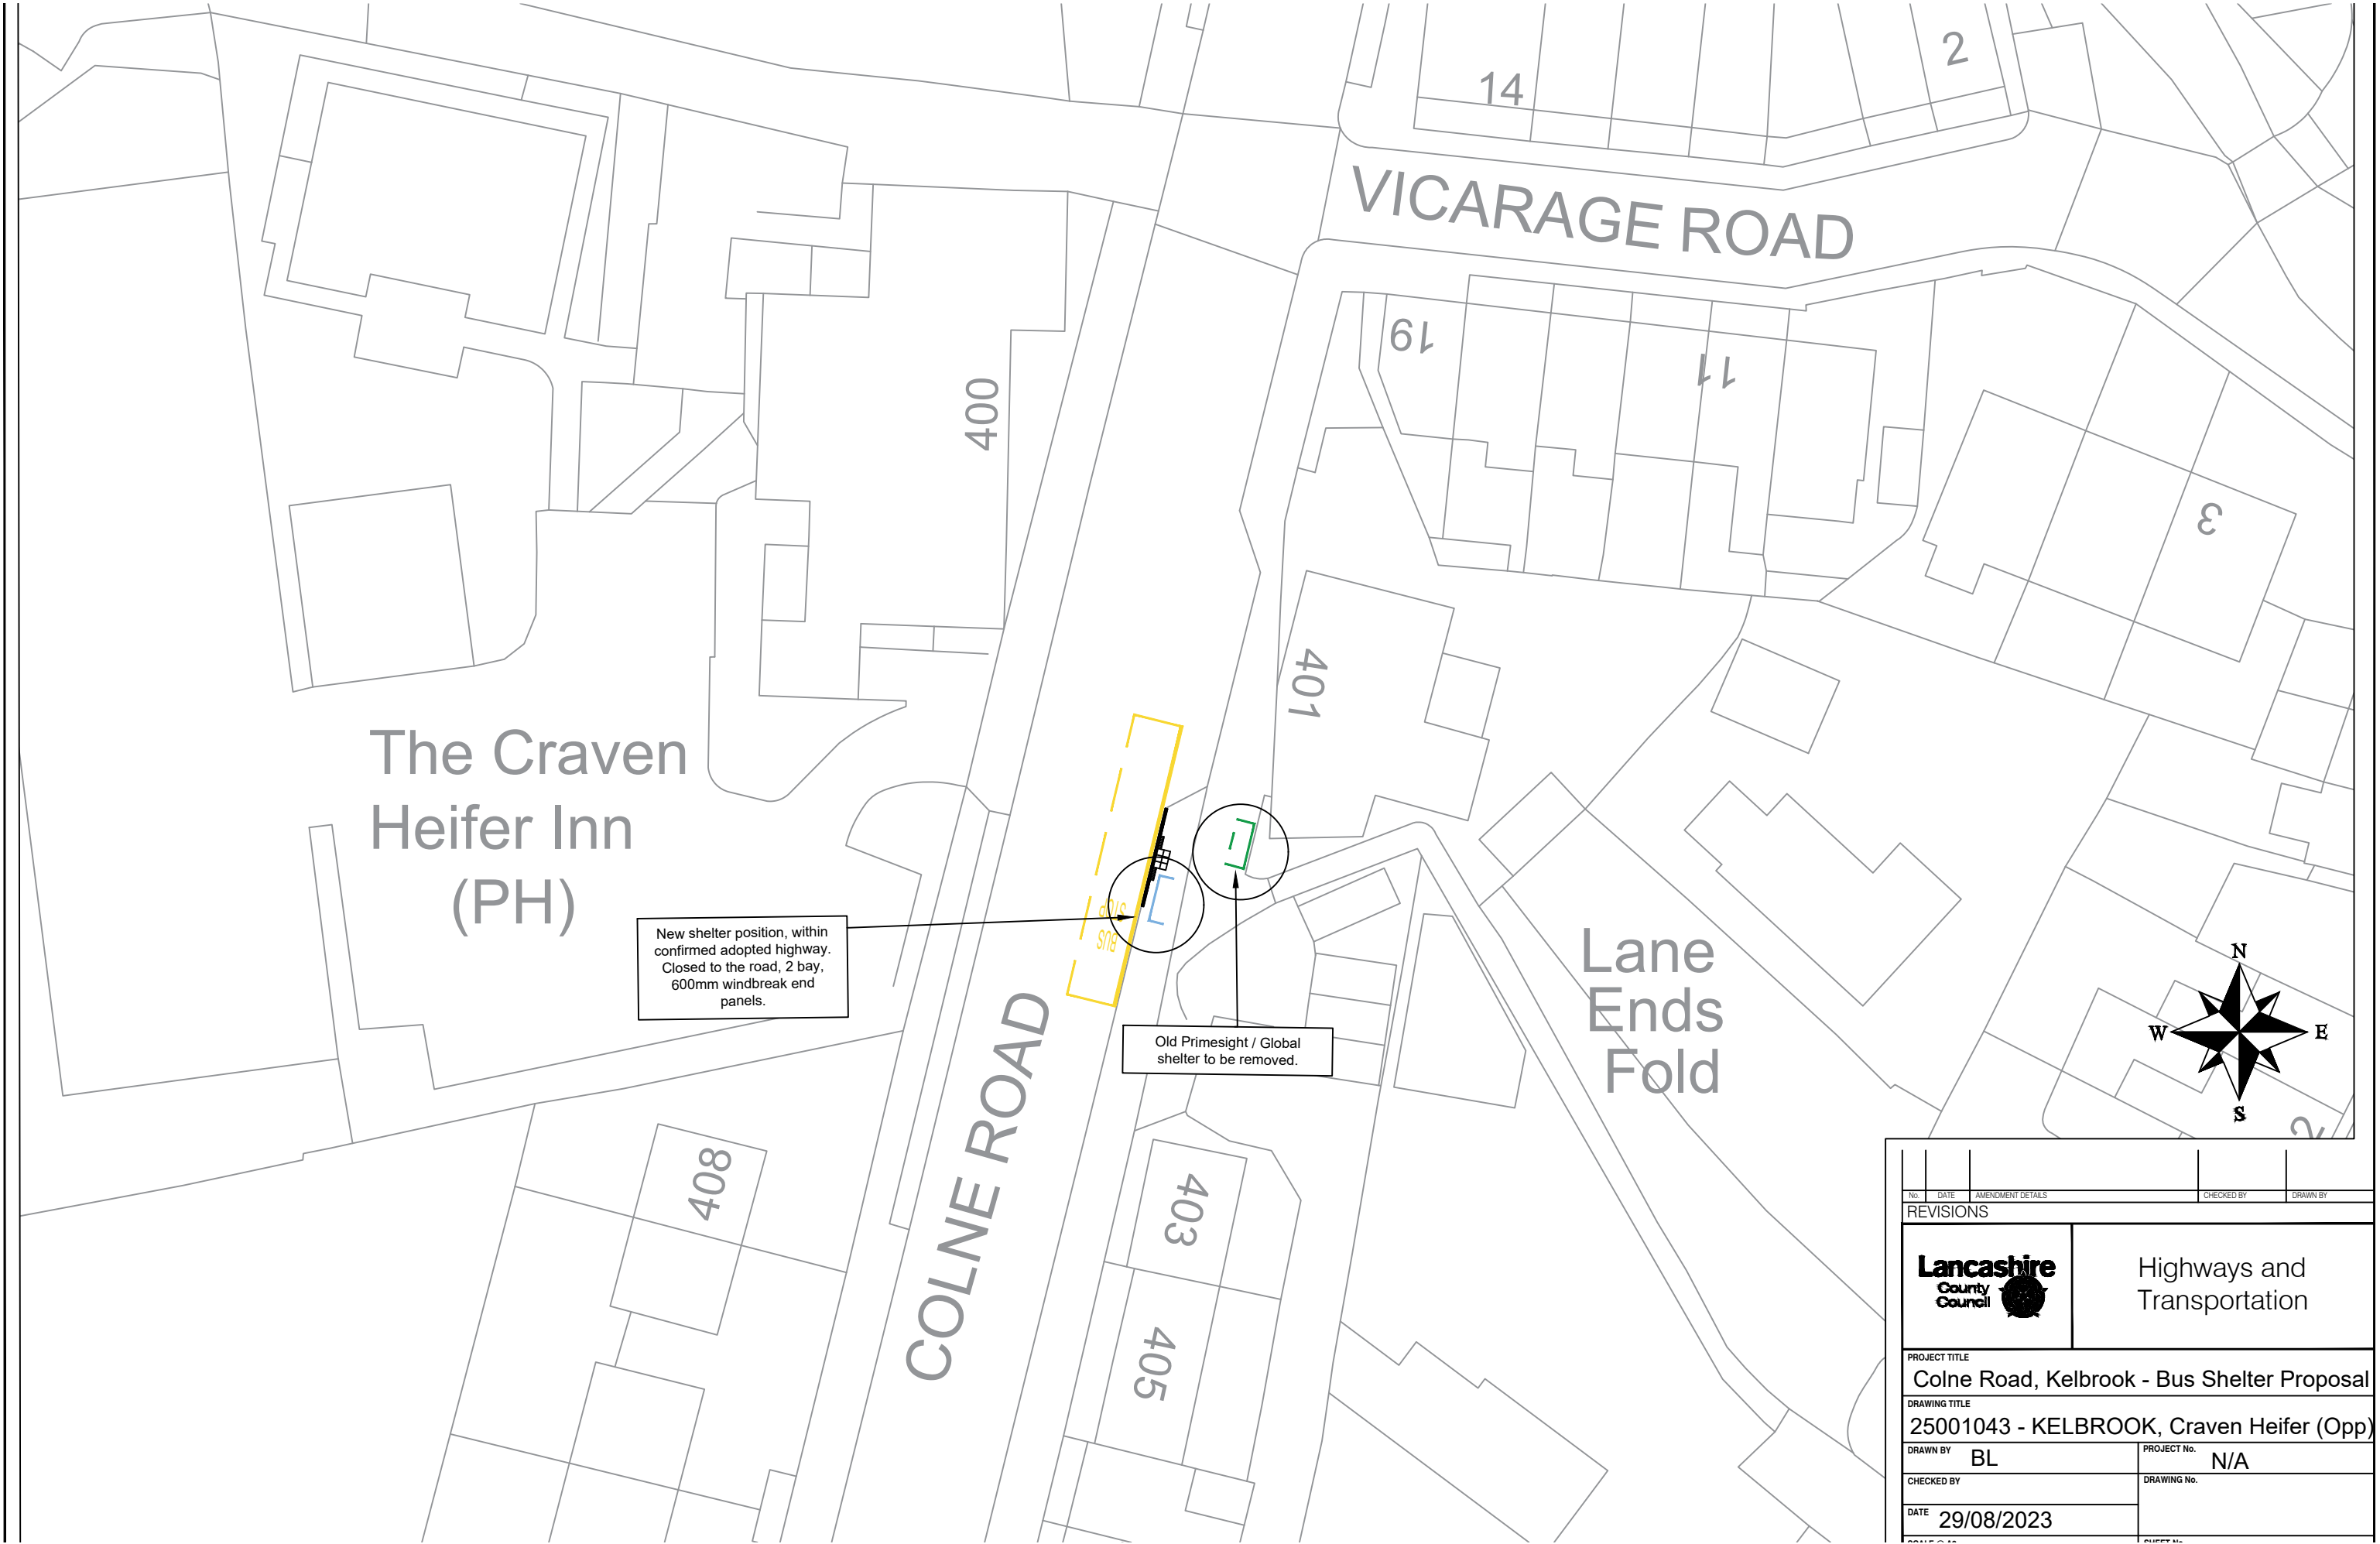 14
2
VICARAGE ROAD
19
11
400
3
401
The Craven
Heifer Inn
(PH)
New shelter position, within
confirmed adopted highway.
Closed to the road, 2 bay,
600mm windbreak end
panels.
STOP
BUS
Lane
Ends
Fold
Old Primesight / Global
shelter to be removed.
COLNE ROAD
N
W
E
S
2
408
403
405
No.
DATE
AMENDMENT DETAILS
CHECKED BY
DRAWN BY
REVISIONS
Lancashire
County
Council
Highways and
Transportation
PROJECT TITLE
Colne Road, Kelbrook - Bus Shelter Proposal
DRAWING TITLE
25001043 - KELBROOK, Craven Heifer (Opp)
DRAWN BY BL
PROJECT No. N/A
CHECKED BY
DRAWING No.
DATE 29/08/2023